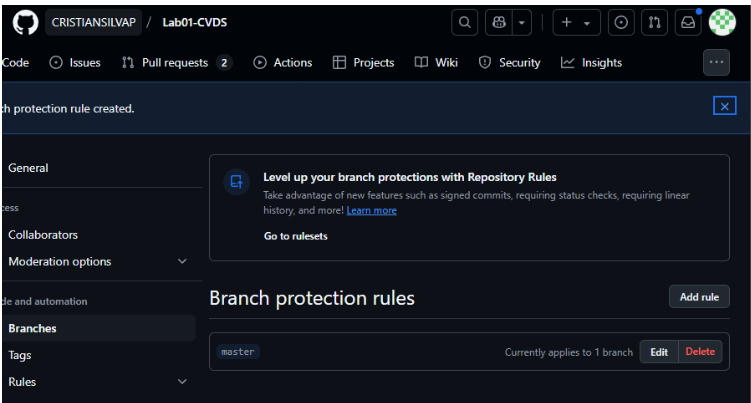 CRISTIANSILVAP / Lab01-CVDS
Code Issues Pull requests 2 Actions Projects Wiki Security Insights
ch protection rule created.
General
Level up your branch protections with Repository Rules
Take advantage of new features such as signed commits, requiring status checks, requiring linear
history, and more! Learn more
Go to rulesets
cess
Collaborators
Moderation options
de and automation
Branches
Tags
Rules
Branch protection rules
Add rule
master
Currently applies to 1 branch
Edit
Delete